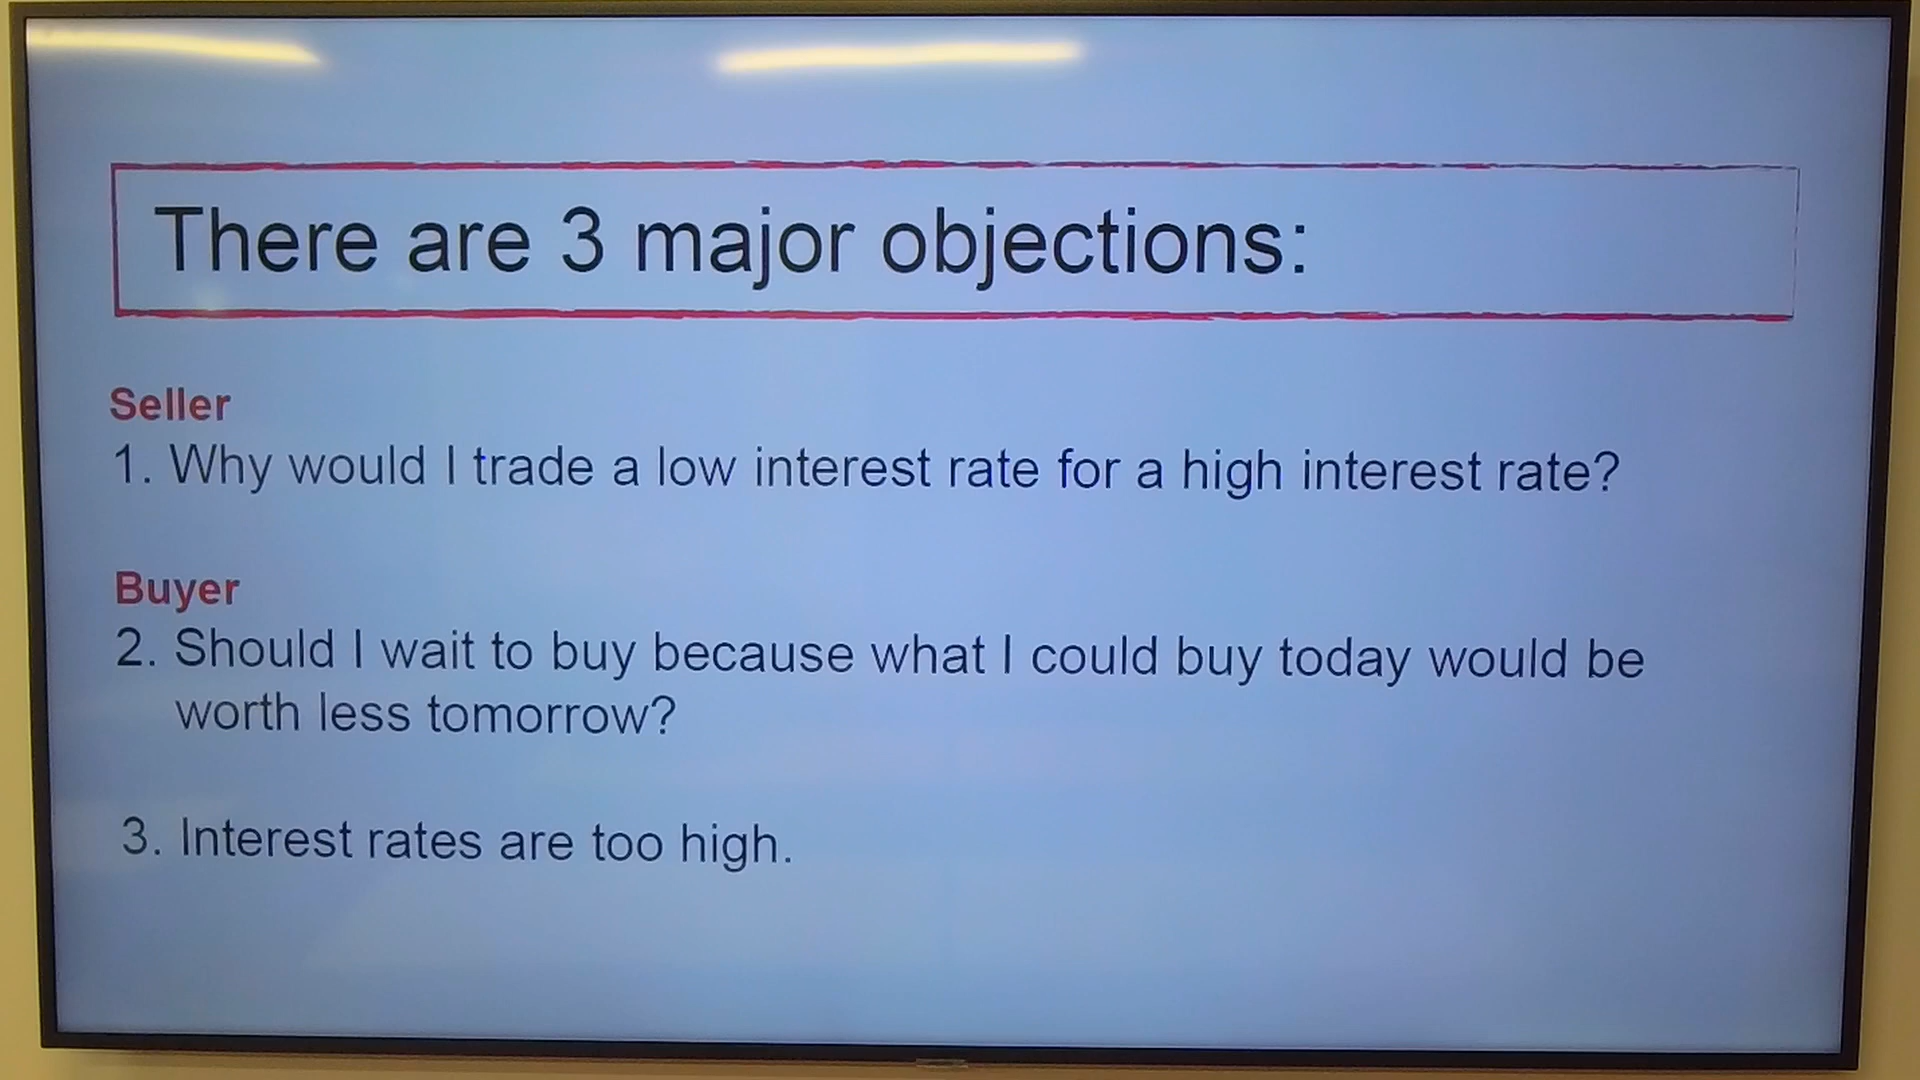 There are 3 major objections:
Seller
1. Why would I trade a low interest rate for a high interest rate?
Buyer
2. Should I wait to buy because what I could buy today would be
worth less tomorrow?
3. Interest rates are too high.